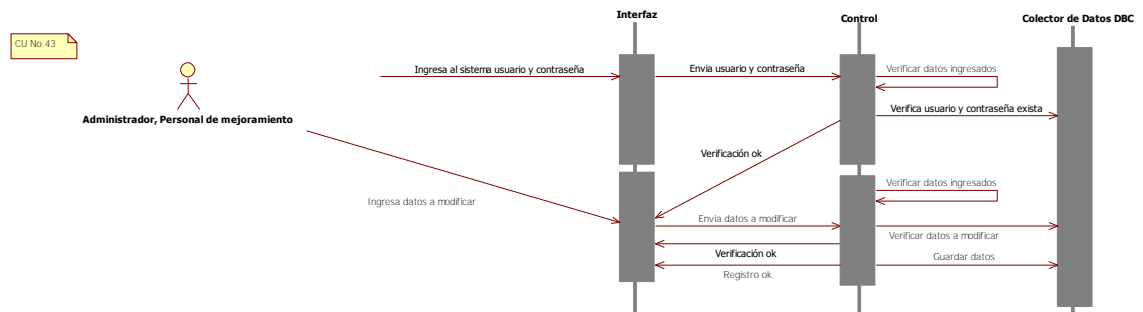 Interfaz
Control
Colector de Datos DBC
CU No.43
Ingresa al sistema usuario y contraseña
Envia usuario y contraseña
Verificar datos ingresados
Verifica usuario y contraseña exista
Administrador, Personal de mejoramiento
Verificación ok
Verificar datos ingresados
Ingresa datos a modificar
Envia datos a modificar
Verificar datos a modificar
Verificación ok
Guardar datos
Registro ok